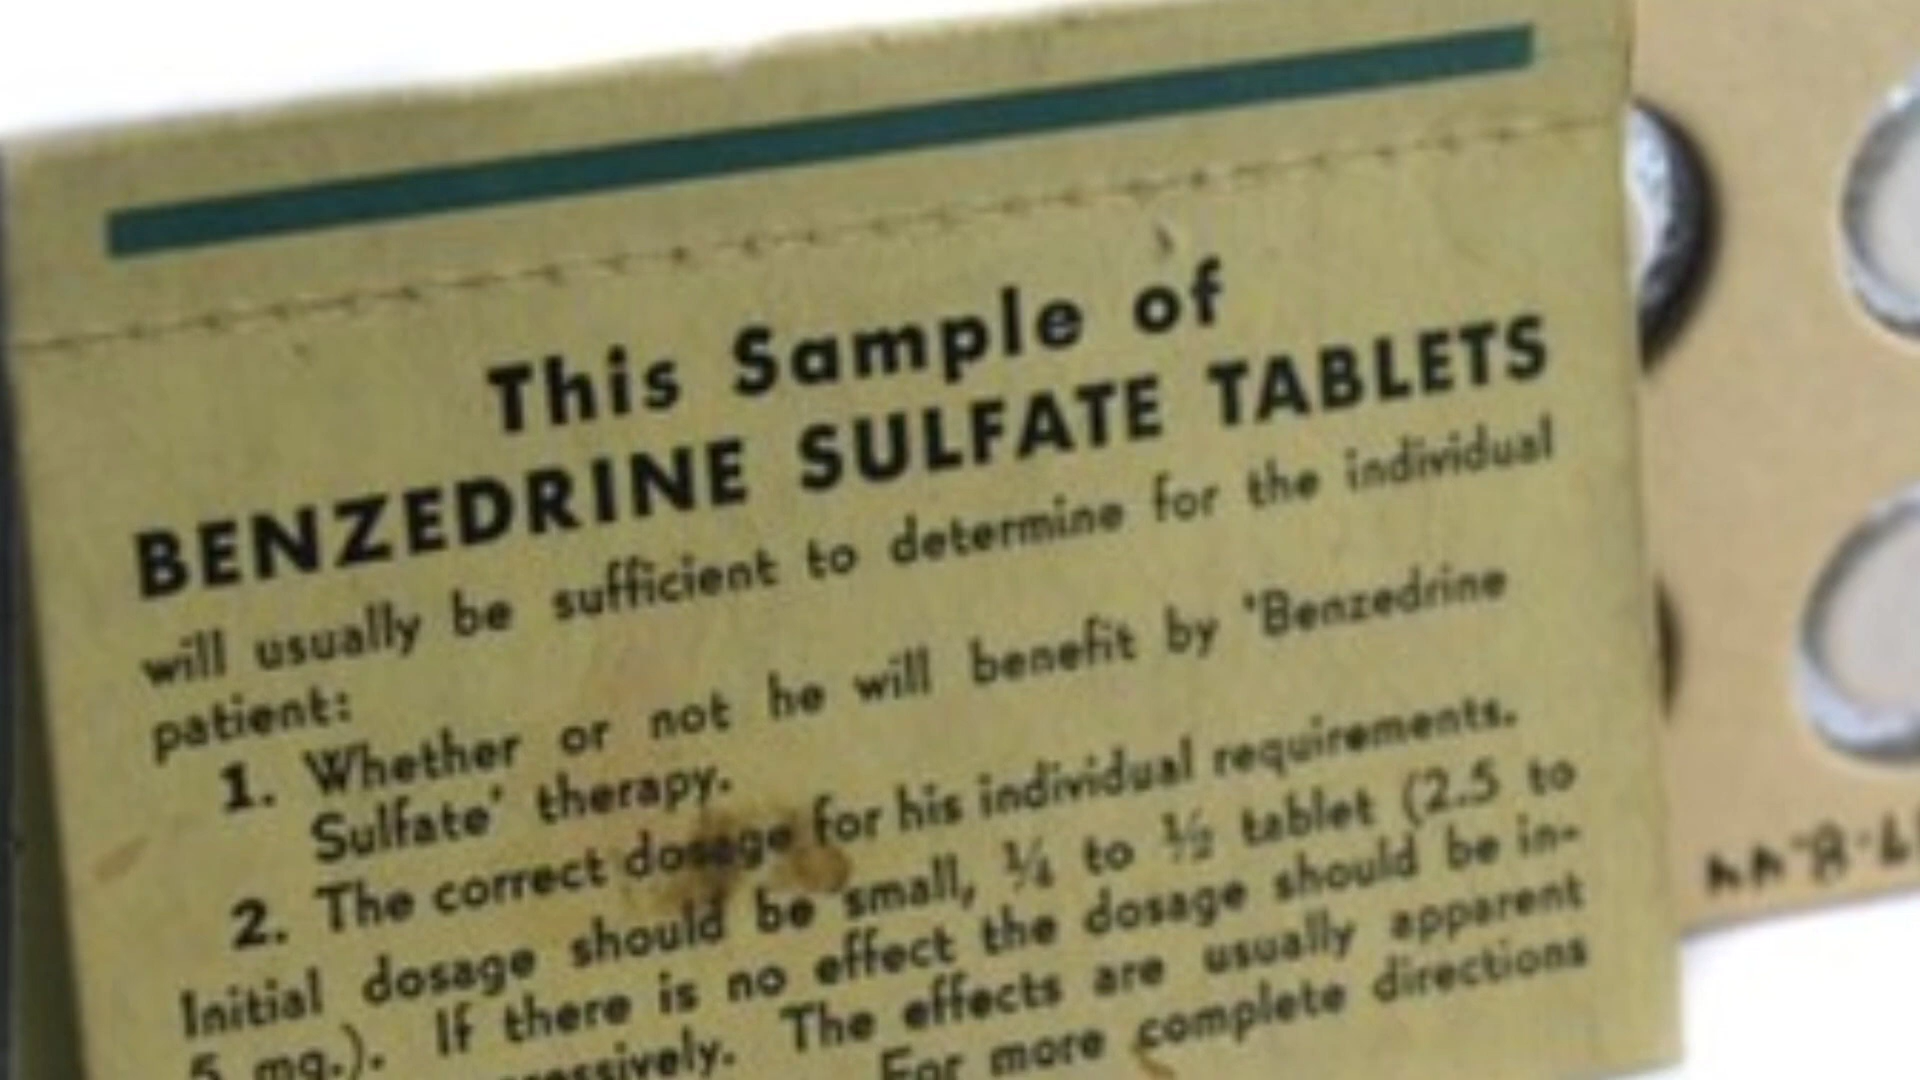 This Sample of
BENZEDRINE SULFATE TABLETS
will usually be sufficient to determine for the individual
patient:
1. Whether or not he will benefit by 'Benzedrine
Sulfate' therapy.
2. The correct dosage for his individual requirements.
Initial dosage should be small, ¼ to ½ tablet (2.5 to
5 mg.). If there is no effect the dosage should be in-
The effects are usually apparent
For more complete directions